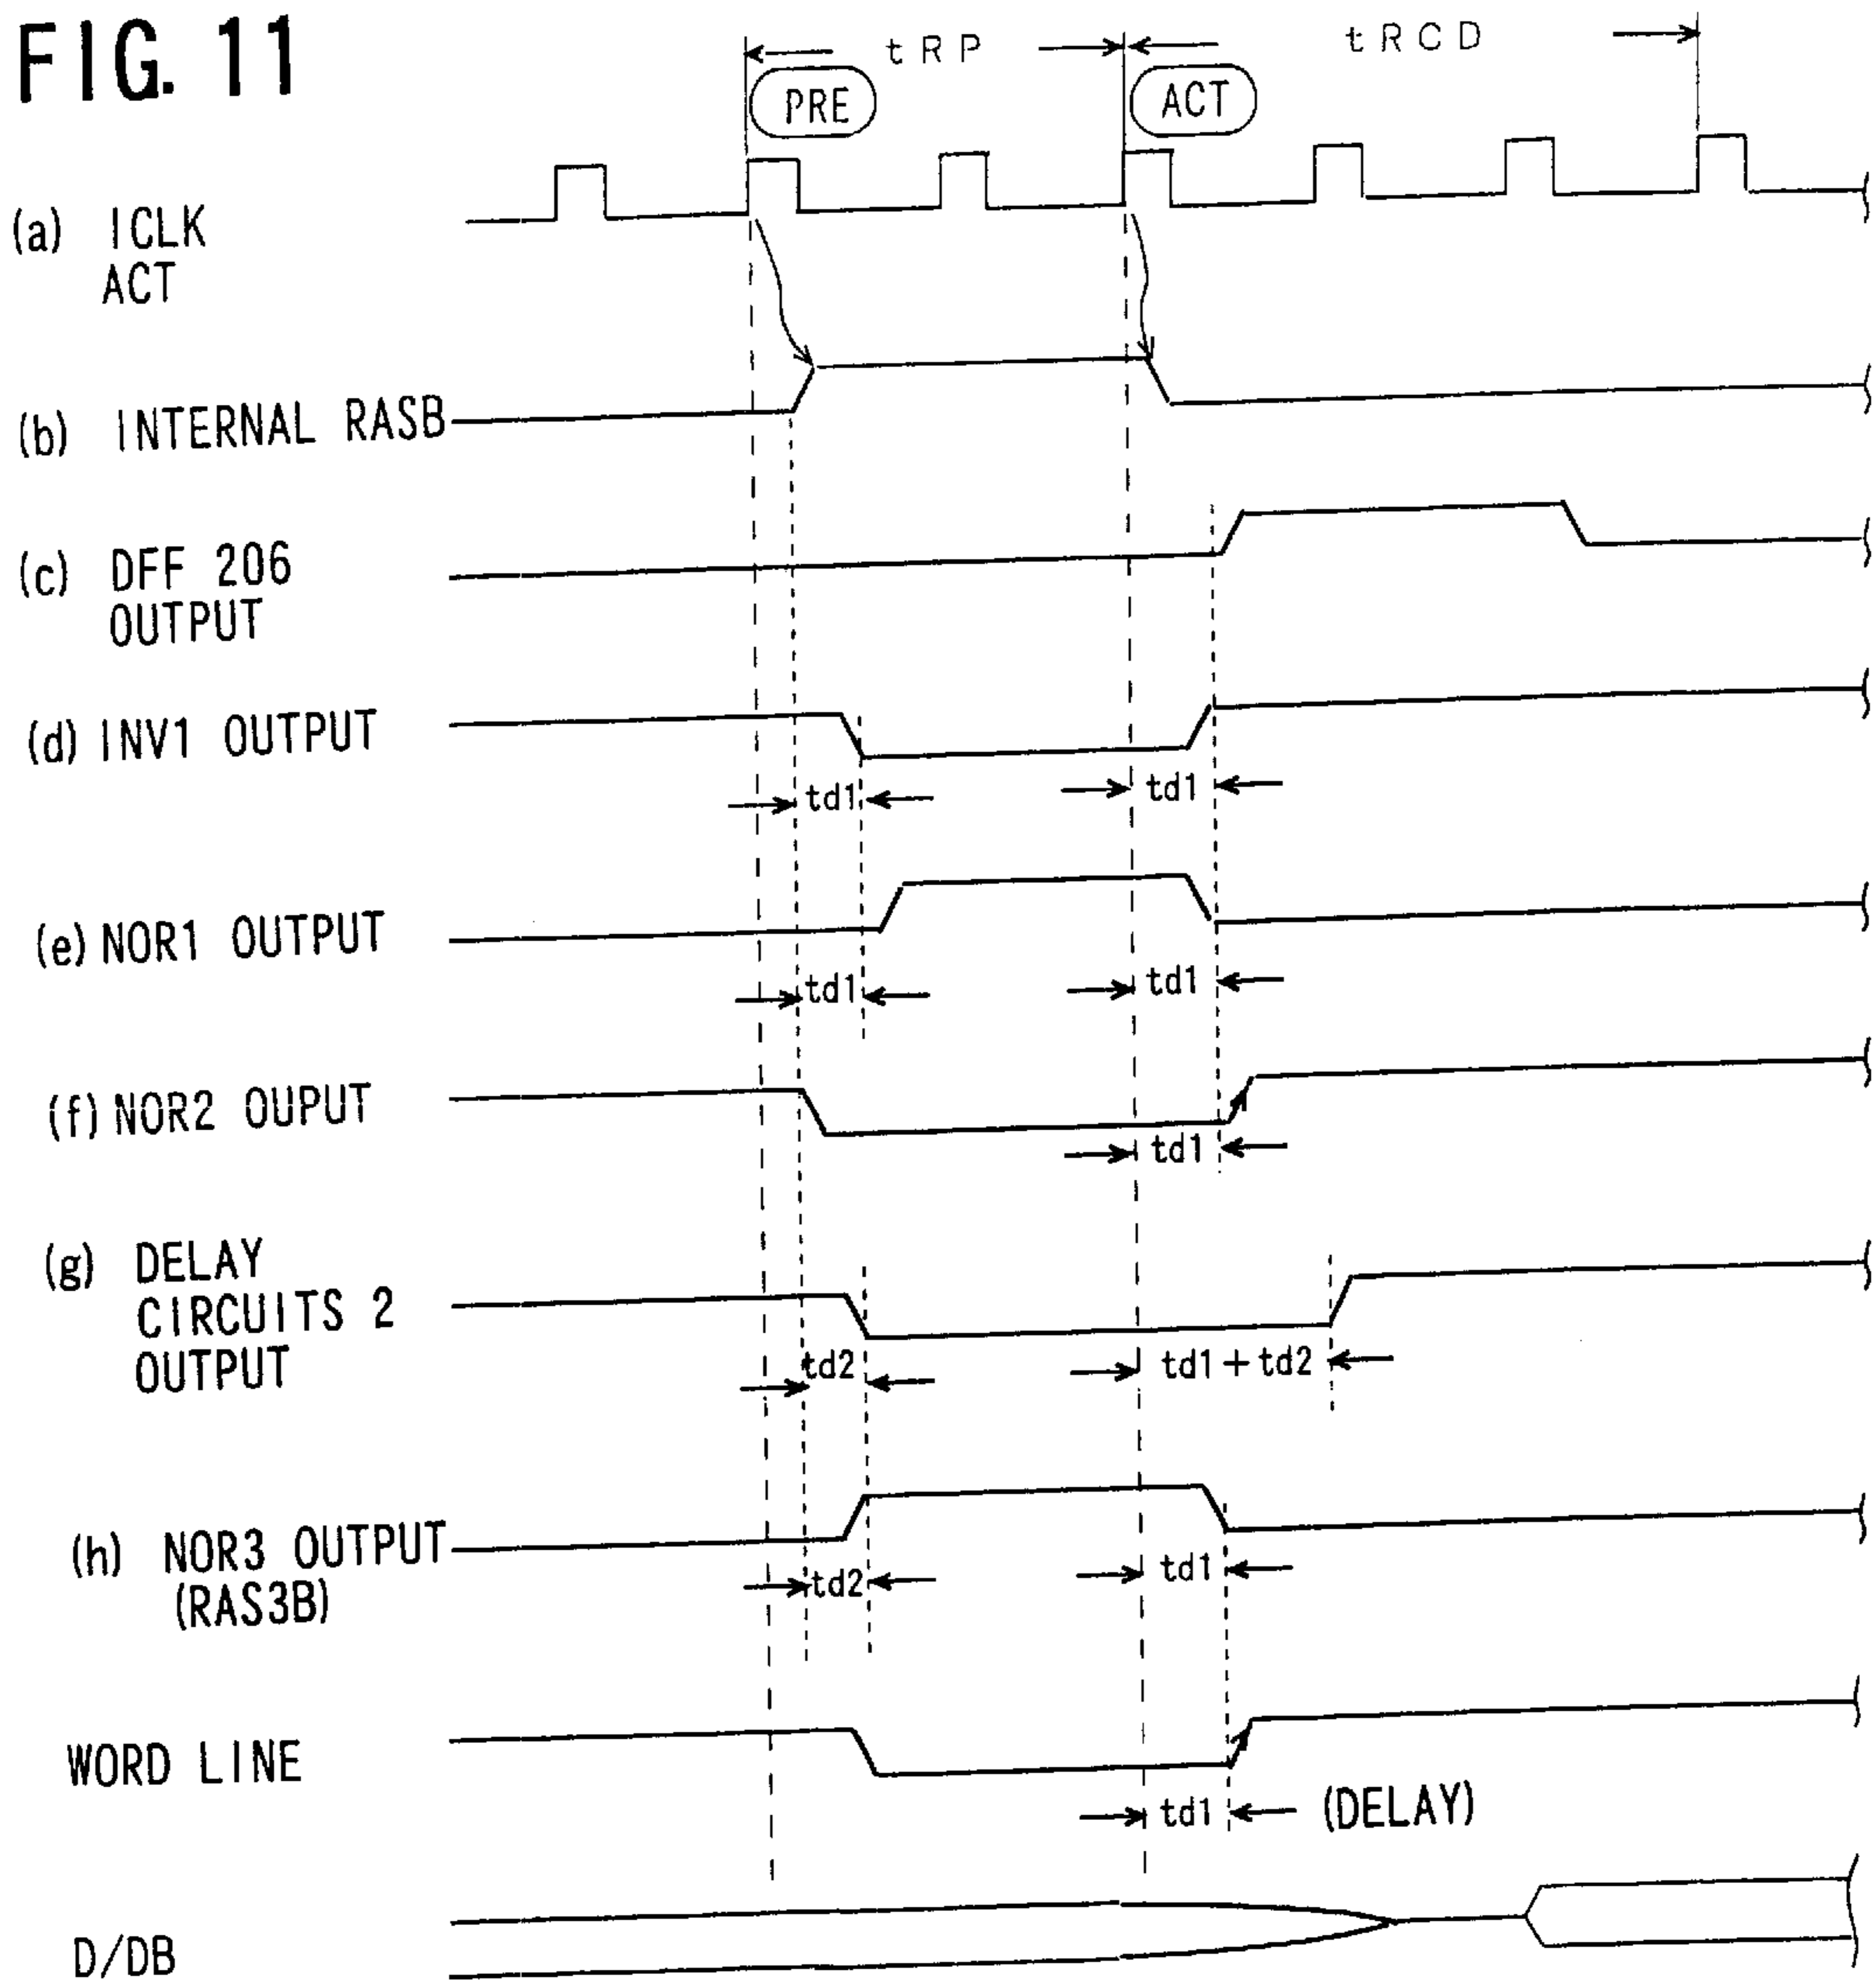 FIG. 11
tRP
tRCD
PRE
ACT
(a) ICLK
ACT
(b) INTERNAL RASB
(c) DFF 206
OUTPUT
(d) INV1 OUTPUT
td1
td1
(e) NOR1 OUTPUT
td1
td1
(f) NOR2 OUPUT
td1
(g) DELAY
CIRCUITS 2
OUTPUT
td2
td1+td2
(h) NOR3 OUTPUT
(RAS3B)
td2
td1
WORD LINE
td1 (DELAY)
D/DB